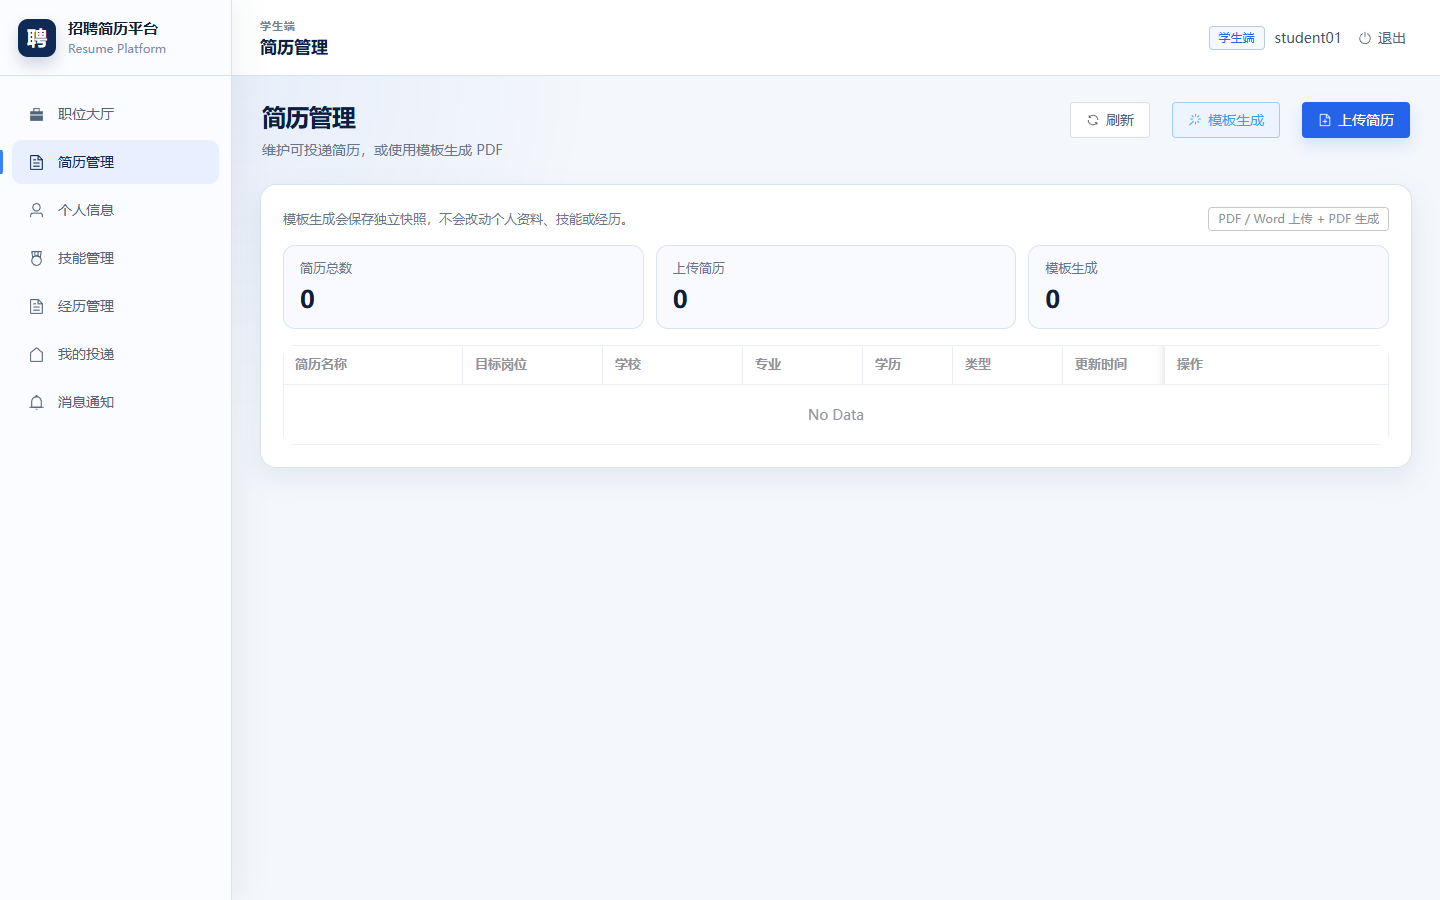 聘
招聘简历平台
Resume Platform
学生端
简历管理
学生端
student01
退出
职位大厅
简历管理
个人信息
技能管理
经历管理
我的投递
消息通知
简历管理
维护可投递简历，或使用模板生成 PDF
刷新
模板生成
上传简历
模板生成会保存独立快照，不会改动个人资料、技能或经历。
PDF / Word 上传 + PDF 生成
简历总数
0
上传简历
0
模板生成
0
简历名称 目标岗位 学校 专业 学历 类型 更新时间 操作
No Data